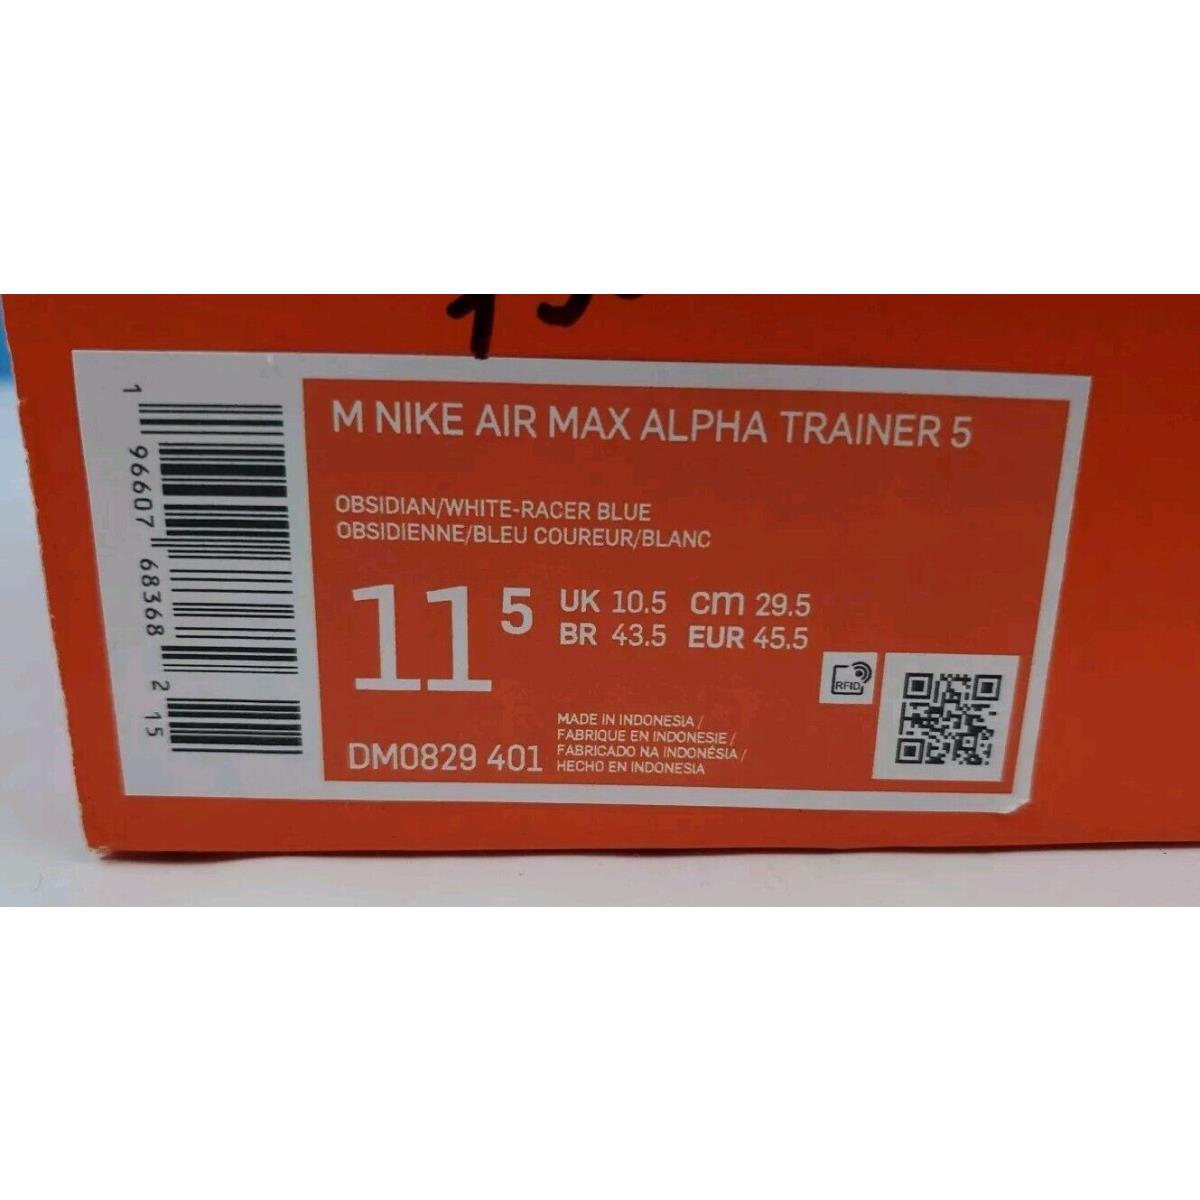 M NIKE AIR MAX ALPHA TRAINER 5
OBSIDIAN/WHITE-RACER BLUE
OBSIDIENNE/BLEU COUREUR/BLANC
11 5
UK 10.5 cm 29.5
BR 43.5 EUR 45.5
RFID
DM0829 401
MADE IN INDONESIA /
FABRIQUE EN INDONESIE /
FABRICADO NA INDONÉSIA /
HECHO EN INDONESIA
1 96607 68368 2 15